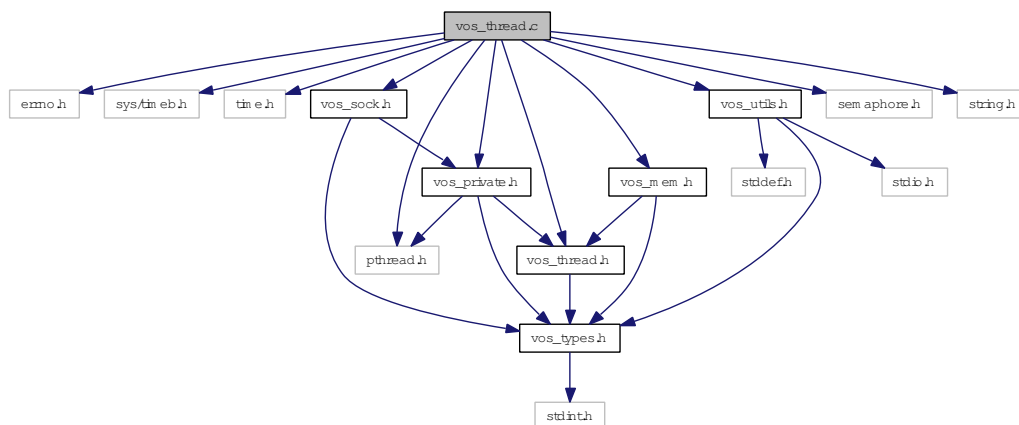 vos_thread.c
errno.h
sys/timeb.h
time.h
vos_sock.h
vos_utils.h
semaphore.h
string.h
vos_private.h
vos_mem.h
stddef.h
stdio.h
pthread.h
vos_thread.h
vos_types.h
stdint.h